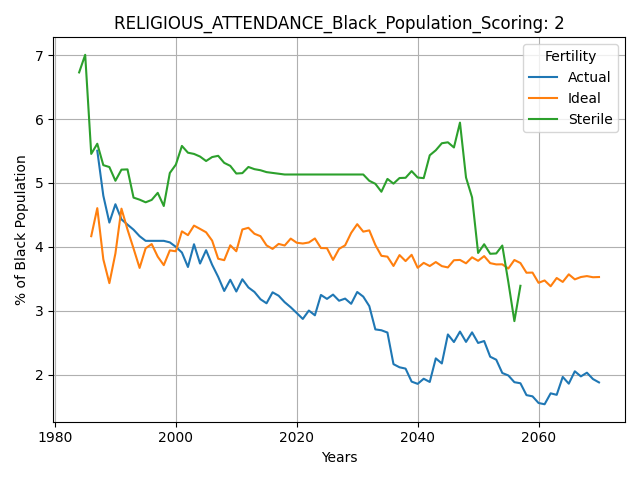 RELIGIOUS_ATTENDANCE_Black_Population_Scoring: 2
Fertility
Actual
Ideal
Sterile
% of Black Population
7
6
5
4
3
2
1980
2000
2020
2040
2060
Years